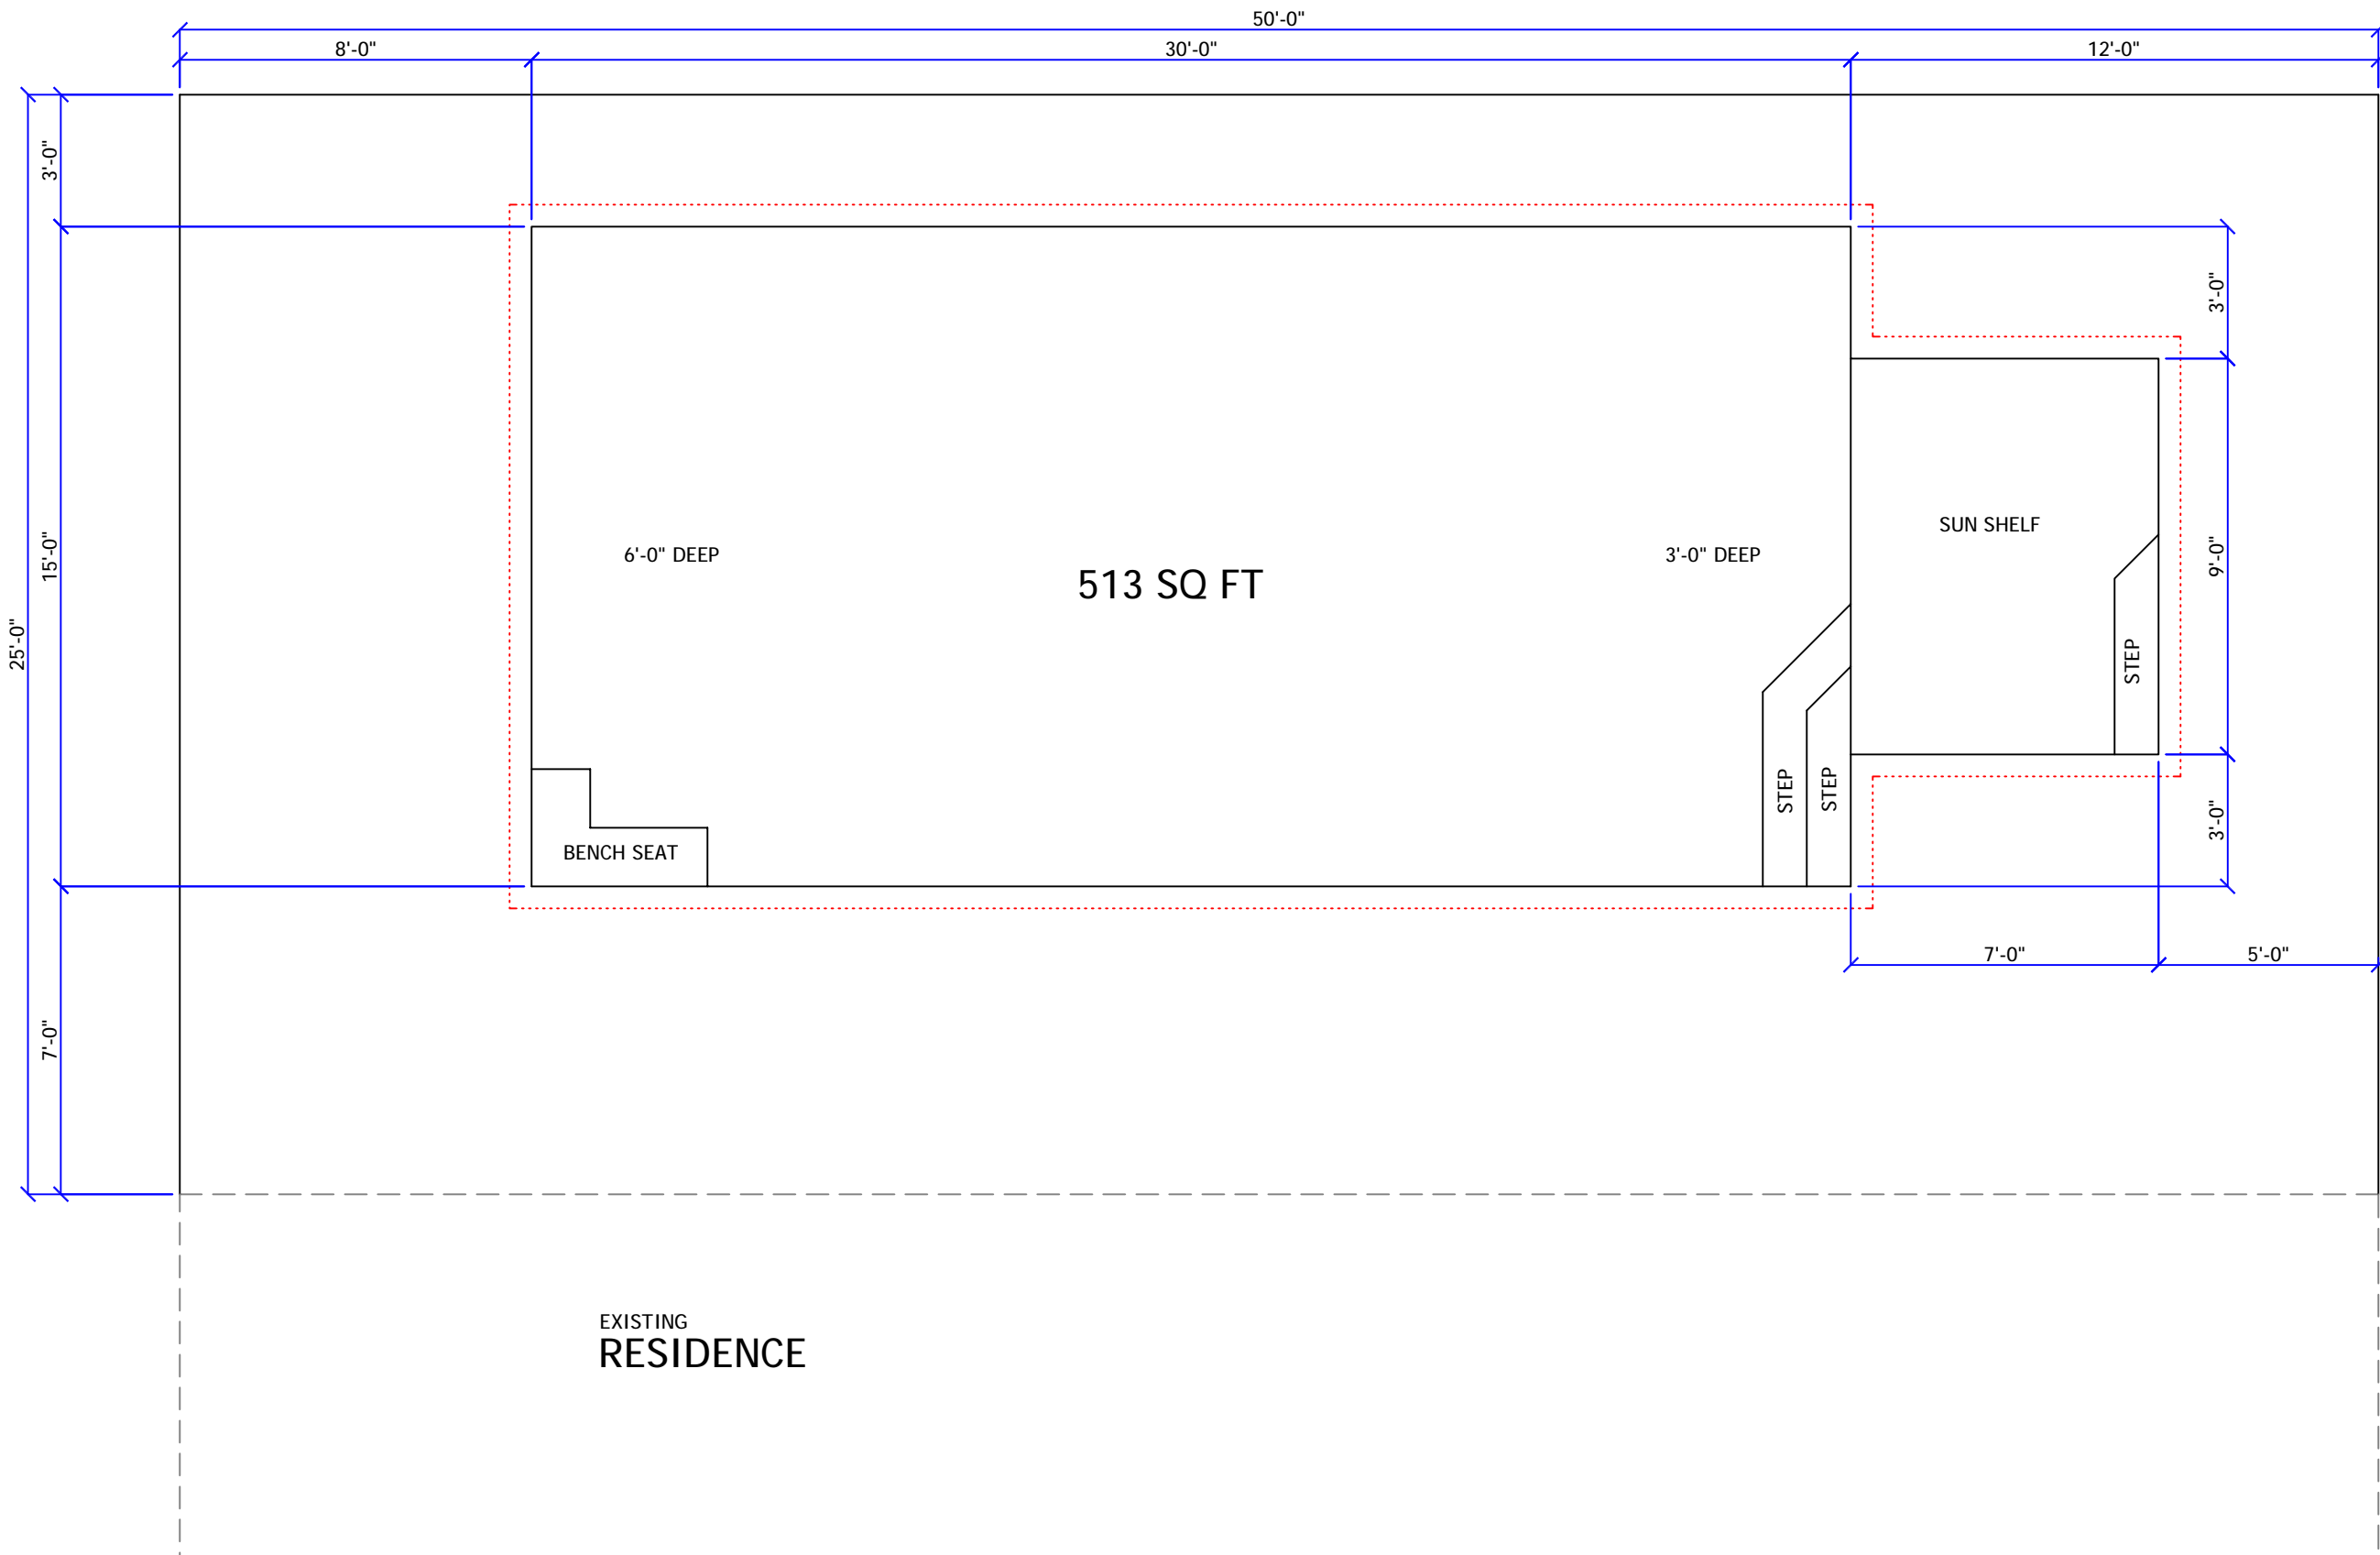 50'-0"
8'-0"
30'-0"
12'-0"
3'-0"
3'-0"
SUN SHELF
6'-0" DEEP
3'-0" DEEP
15'-0"
9'-0"
513 SQ FT
25'-0"
STEP
STEP
STEP
3'-0"
BENCH SEAT
7'-0"
5'-0"
7'-0"
EXISTING
RESIDENCE